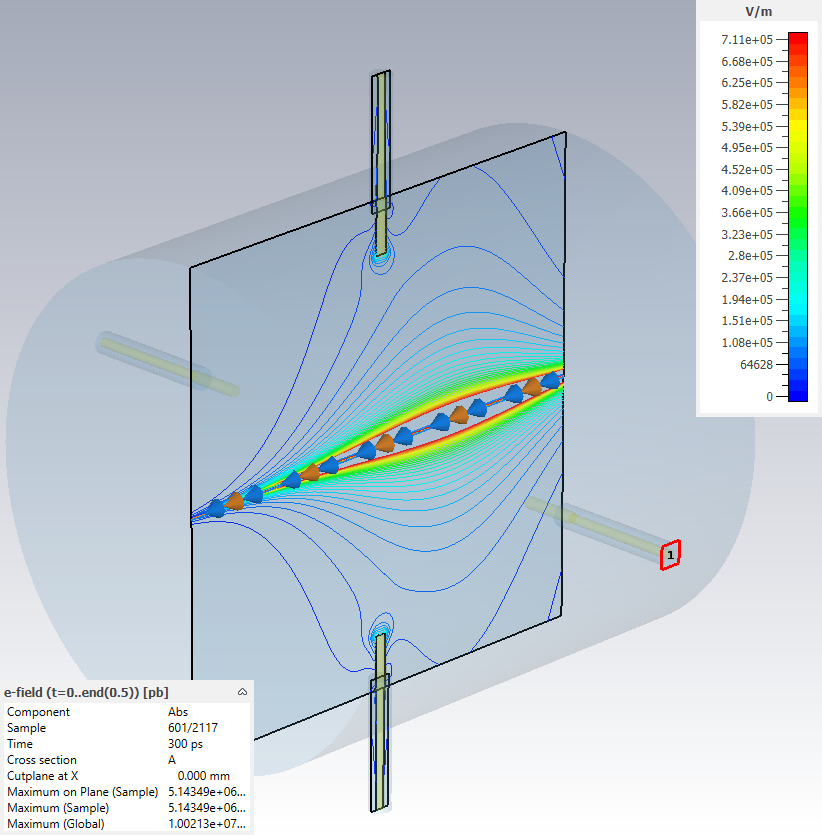 V/m
7.11e+05
6.68e+05
6.25e+05
5.82e+05
5.39e+05
4.95e+05
4.52e+05
4.09e+05
3.66e+05
3.23e+05
2.8e+05
2.37e+05
1.94e+05
1.51e+05
1.08e+05
64628
0
1
e-field (t=0..end(0.5)) [pb]
Component Abs
Sample 601/2117
Time 300 ps
Cross section A
Cutplane at X 0.000 mm
Maximum on Plane (Sample) 5.14349e+06...
Maximum (Sample) 5.14349e+06...
Maximum (Global) 1.00213e+07...